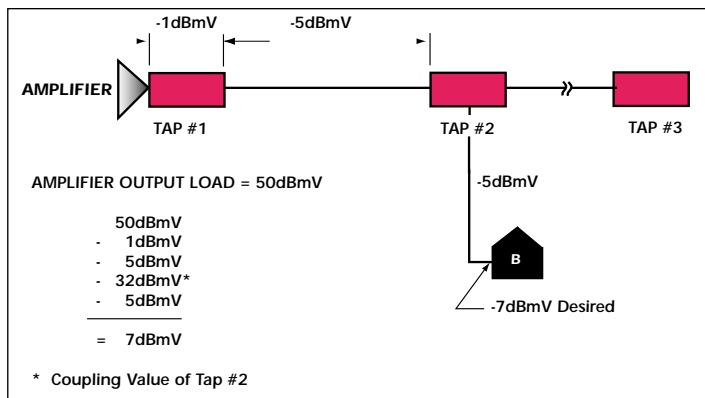 -1dBmV -5dBmV
AMPLIFIER
TAP #1 TAP #2 TAP #3
AMPLIFIER OUTPUT LOAD = 50dBmV
-5dBmV
50dBmV
- 1dBmV
- 5dBmV
- 32dBmV*
- 5dBmV
= 7dBmV
B
-7dBmV Desired
* Coupling Value of Tap #2